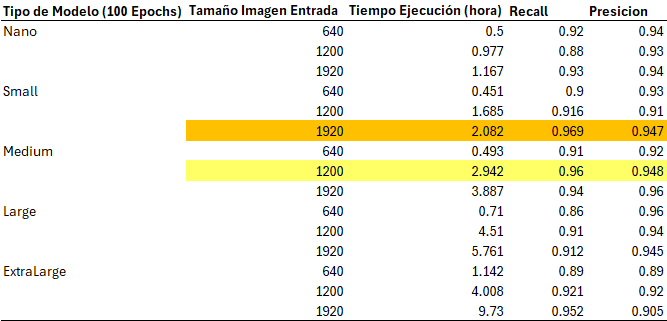 Tipo de Modelo (100 Epochs) Tamaño Imagen Entrada Tiempo Ejecución (hora) Recall Presicion
Nano 640 0.5 0.92 0.94
1200 0.977 0.88 0.93
1920 1.167 0.93 0.94
Small 640 0.451 0.9 0.93
1200 1.685 0.916 0.91
1920 2.082 0.969 0.947
Medium 640 0.493 0.91 0.92
1200 2.942 0.96 0.948
1920 3.887 0.94 0.96
Large 640 0.71 0.86 0.96
1200 4.51 0.91 0.94
1920 5.761 0.912 0.945
ExtraLarge 640 1.142 0.89 0.89
1200 4.008 0.921 0.92
1920 9.73 0.952 0.905